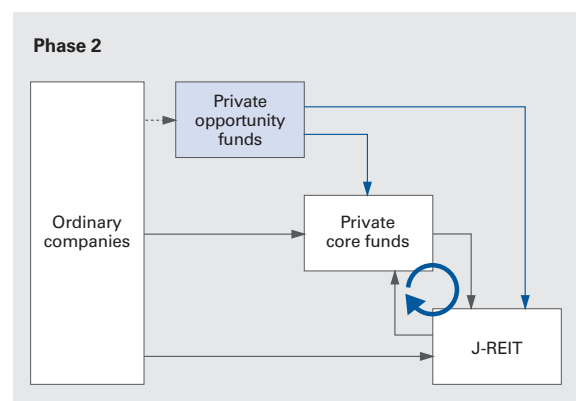 Phase 2
Private
opportunity
funds
Ordinary
companies
Private
core funds
J-REIT